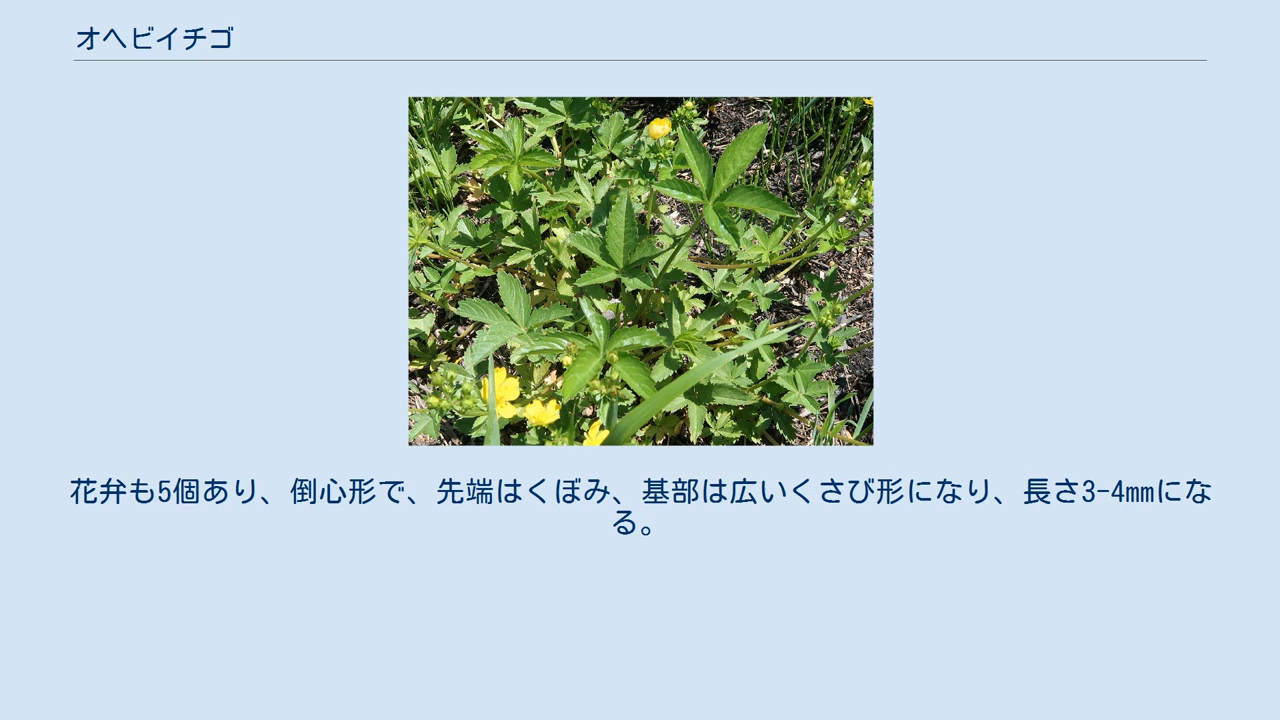 オヘビイチゴ
花弁も5個あり、倒心形で、先端はくぼみ、基部は広いくさび形になり、長さ3-4mmにな
る。